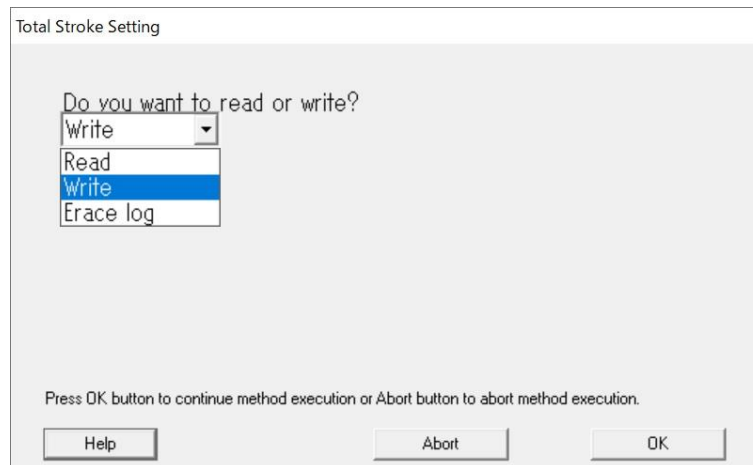 Total Stroke Setting
Do you want to read or write?
Write
Read
Write
Erace log
Press OK button to continue method execution or Abort button to abort method execution.
Help
Abort
OK